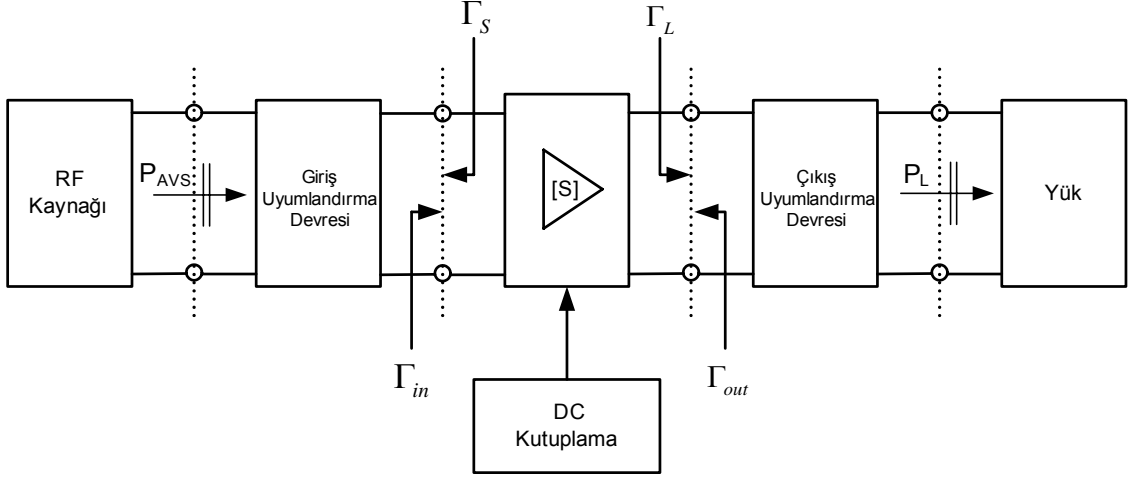 Γ_S
Γ_L
RF
Kaynağı
P_AVS
Giriş
Uyumlandırma
Devresi
[S]
Çıkış
Uyumlandırma
Devresi
P_L
Yük
Γ_in
Γ_out
DC
Kutuplama